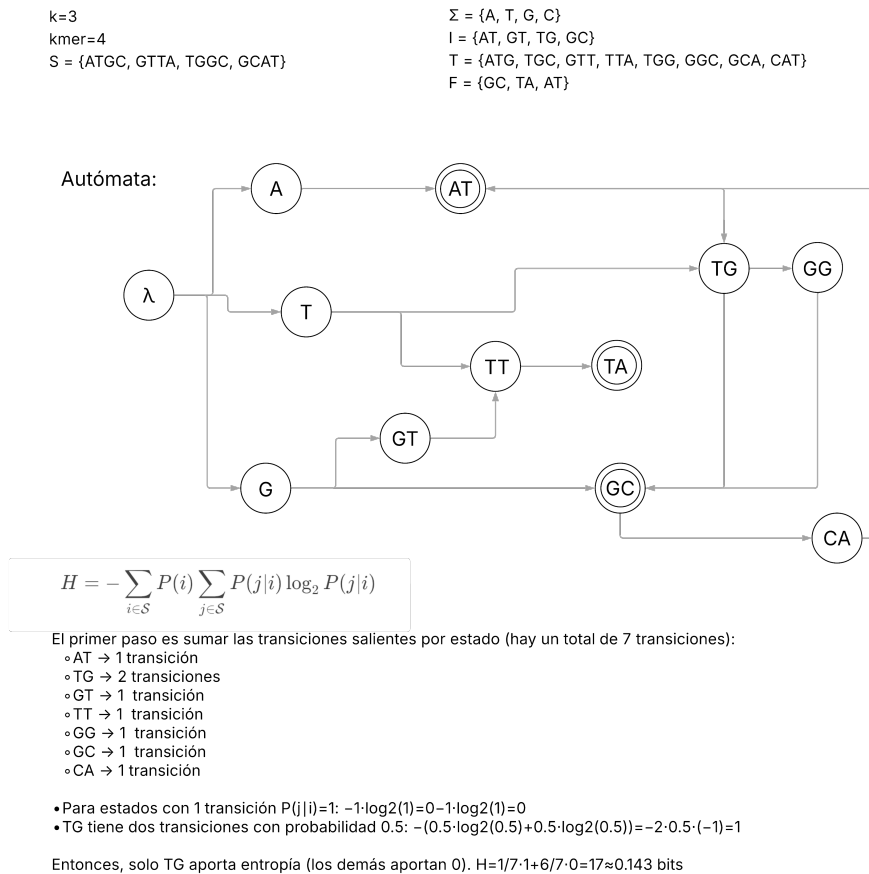 k=3
kmer=4
S = {ATGC, GTTA, TGGC, GCAT}
Σ = {A, T, G, C}
I = {AT, GT, TG, GC}
T = {ATG, TGC, GTT, TTA, TGG, GGC, GCA, CAT}
F = {GC, TA, AT}
Autómata:
A
AT
TG
GG
λ
T
TT
TA
GT
G
GC
CA
H = − ∑ i∈𝒮 P(i) ∑ j∈𝒮 P(j|i) log₂ P(j|i)
El primer paso es sumar las transiciones salientes por estado (hay un total de 7 transiciones):
∘AT → 1 transición
∘TG → 2 transiciones
∘GT → 1 transición
∘TT → 1 transición
∘GG → 1 transición
∘GC → 1 transición
∘CA → 1 transición
•Para estados con 1 transición P(j∣i)=1: −1⋅log2(1)=0−1⋅log2(1)=0
•TG tiene dos transiciones con probabilidad 0.5: −(0.5⋅log2(0.5)+0.5⋅log2(0.5))=−2⋅0.5⋅(−1)=1
Entonces, solo TG aporta entropía (los demás aportan 0). H=1/7⋅1+6/7⋅0=17≈0.143 bits